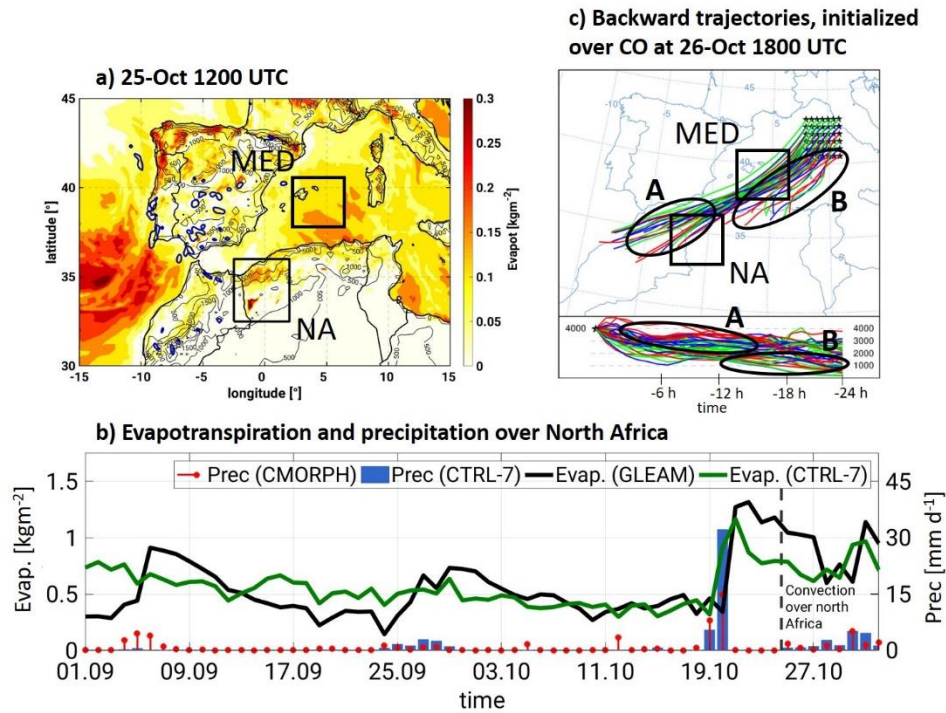 c) Backward trajectories, initialized
over CO at 26-Oct 1800 UTC
a) 25-Oct 1200 UTC
45
40
35
30
latitude [°]
-15 -10 -5 0 5 10 15
longitude [°]
MED
NA
0.3
0.25
0.2
0.15
0.1
0.05
0
Evapot [kgm-2]
MED
A
B
NA
A
B
4000
4000
3000
2000
1000
-6 h -12 h -18 h -24 h
time
b) Evapotranspiration and precipitation over North Africa
Prec (CMORPH) Prec (CTRL-7) Evap. (GLEAM) Evap. (CTRL-7)
1.5
1
0.5
0
Evap. [kgm-2]
45
30
15
0
Prec [mm d-1]
Convection
over north
Africa
01.09 09.09 17.09 25.09 03.10 11.10 19.10 27.10
time